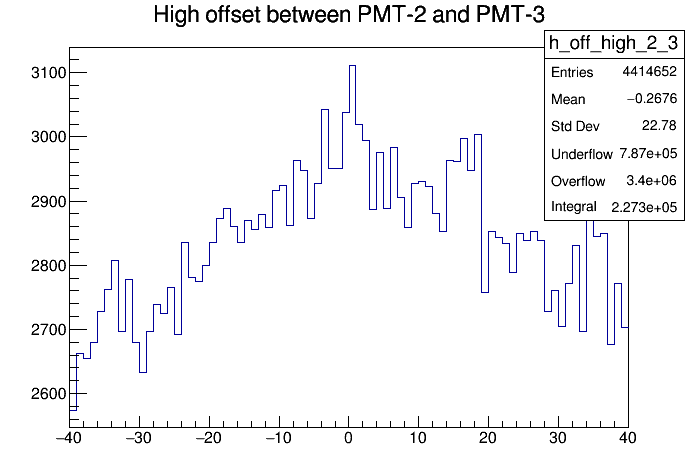 High offset between PMT-2 and PMT-3
h_off_high_2_3
Entries 4414652
Mean −0.2676
Std Dev 22.78
Underflow 7.87e+05
Overflow 3.4e+06
Integral 2.273e+05
3100
3000
2900
2800
2700
2600
−40 −30 −20 −10 0 10 20 30 40